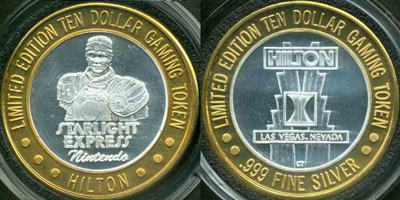 LIMITED EDITION TEN DOLLAR GAMING TOKEN
STARLIGHT
EXPRESS
Nintendo
HILTON
LIMITED EDITION TEN DOLLAR GAMING TOKEN
HILTON
LAS VEGAS, NEVADA
CT
.999 FINE SILVER